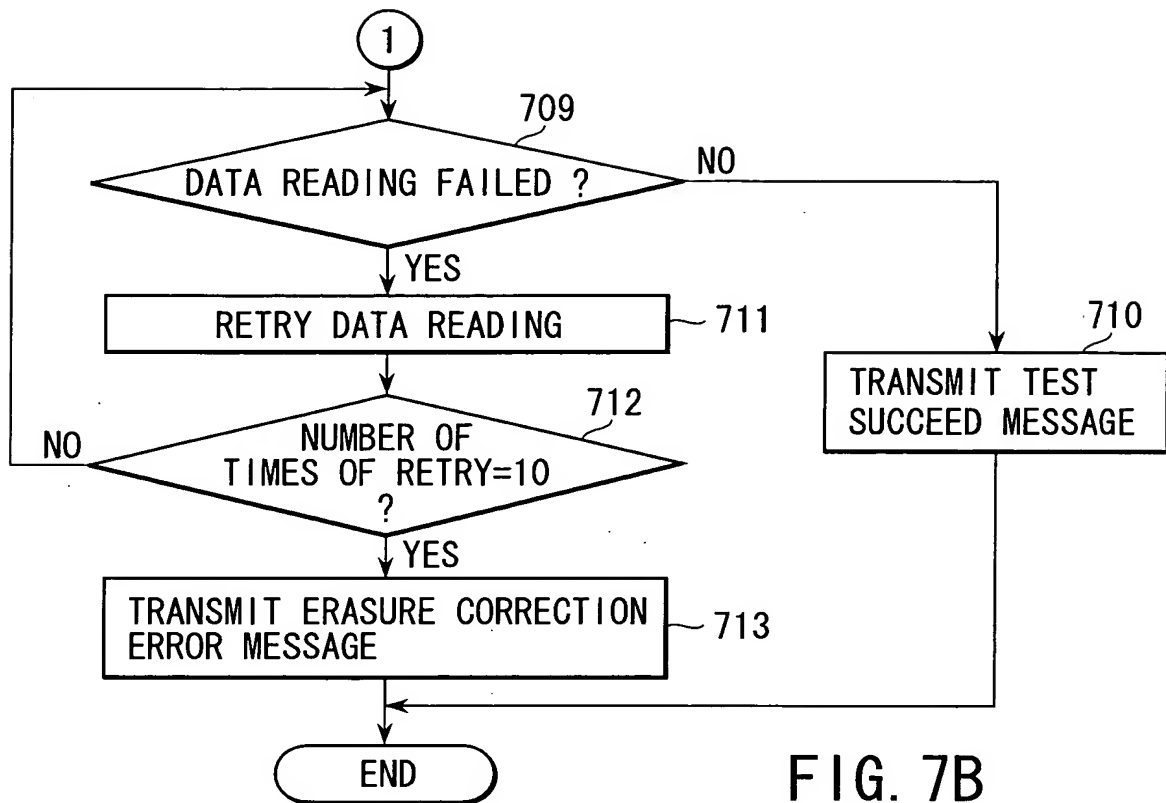 1
709
DATA READING FAILED ?
NO
YES
RETRY DATA READING
711
710
TRANSMIT TEST
SUCCEED MESSAGE
712
NO
NUMBER OF
TIMES OF RETRY=10
?
YES
TRANSMIT ERASURE CORRECTION
ERROR MESSAGE
713
END
FIG. 7B